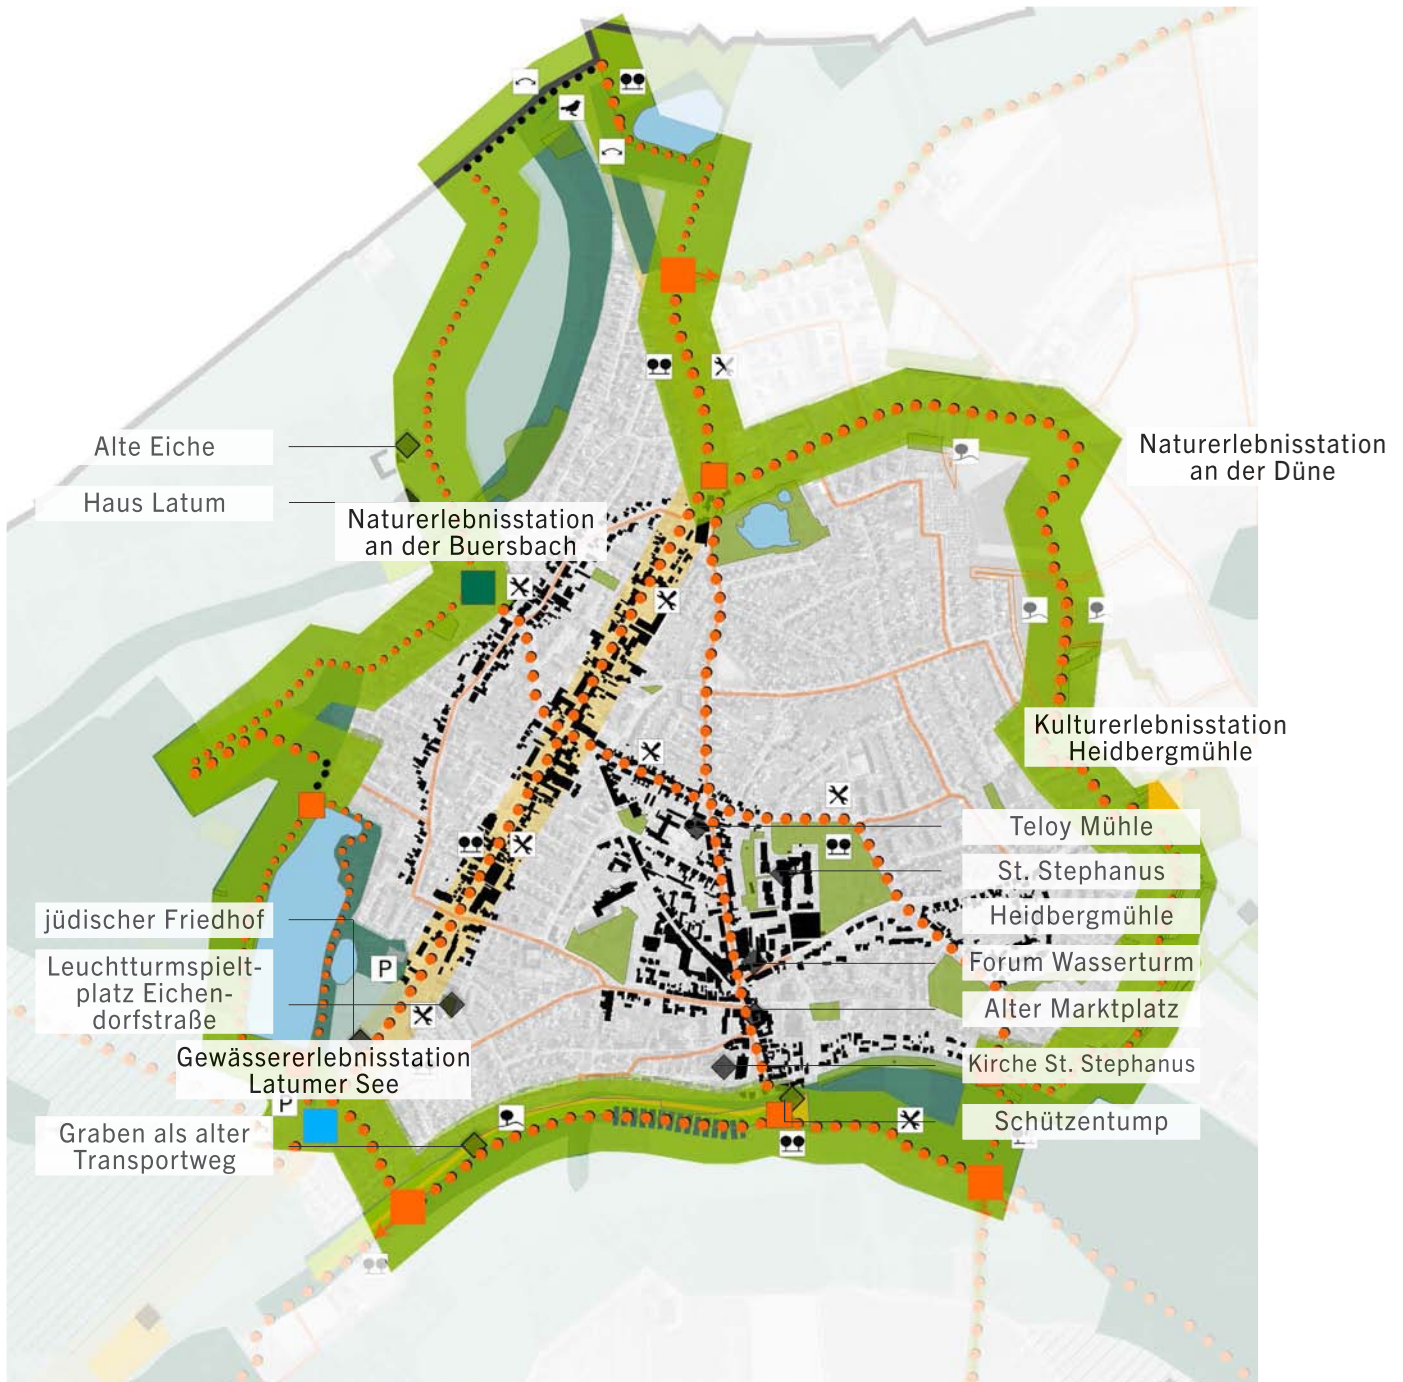 Alte Eiche
Haus Latum
Naturerlebnisstation
an der Buersbach
Naturerlebnisstation
an der Düne
Kulturerlebnisstation
Heidbergmühle
Teloy Mühle
St. Stephanus
Heidbergmühle
Forum Wasserturm
Alter Marktplatz
Kirche St. Stephanus
Schützentump
jüdischer Friedhof
Leuchtturmspielt-
platz Eichen-
dorfstraße
P
Gewässererlebnisstation
Latumer See
P
Graben als alter
Transportweg